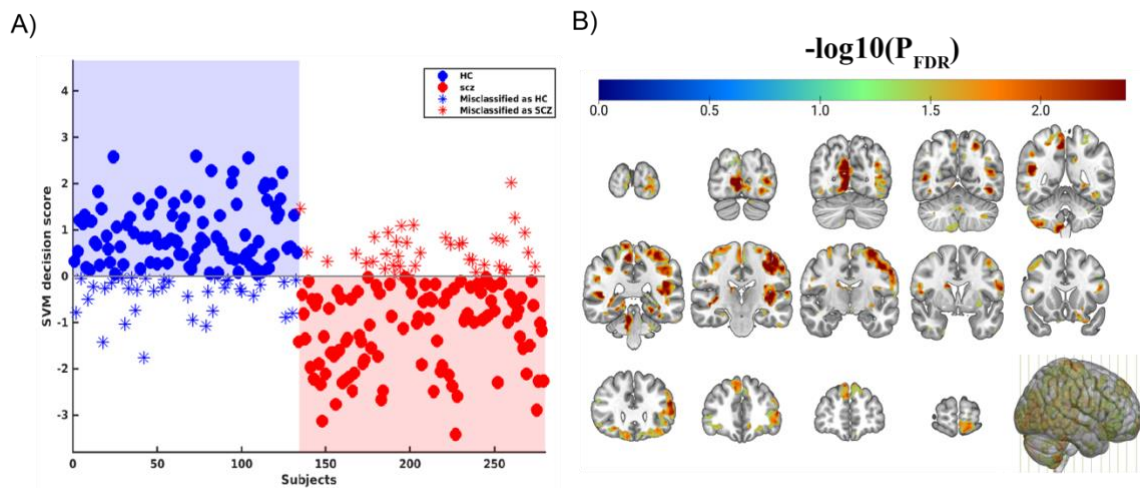 A)
B)
-log10(P_FDR)
HC
scz
Misclassified as HC
Misclassified as SCZ
0.0 0.5 1.0 1.5 2.0
SVM decision score
4
3
2
1
0
-1
-2
-3
0 50 100 150 200 250
Subjects